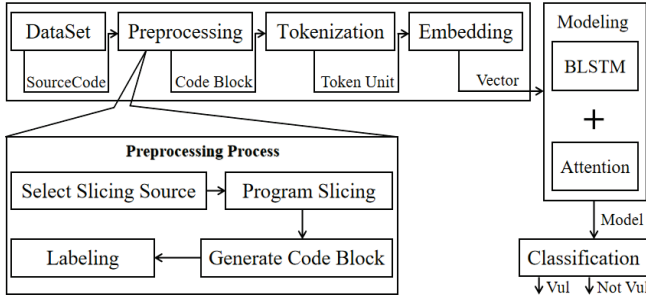 DataSet
Preprocessing
Tokenization
Embedding
SourceCode
Code Block
Token Unit
Vector
Modeling
BLSTM
+
Attention
Model
Classification
Vul
Not Vul
Preprocessing Process
Select Slicing Source
Program Slicing
Labeling
Generate Code Block